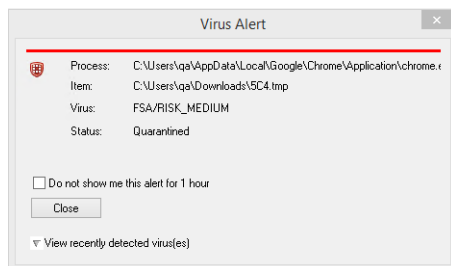 Virus Alert
Process: C:\Users\qa\AppData\Local\Google\Chrome\Application\chrome.e
Item: C:\Users\qa\Downloads\5C4.tmp
Virus: FSA/RISK_MEDIUM
Status: Quarantined
Do not show me this alert for 1 hour
Close
View recently detected virus(es)